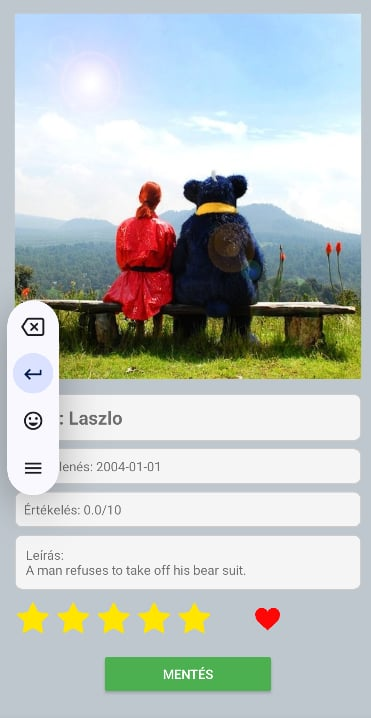 : Laszlo
lenés: 2004-01-01
Értékelés: 0.0/10
Leírás:
A man refuses to take off his bear suit.
MENTÉS